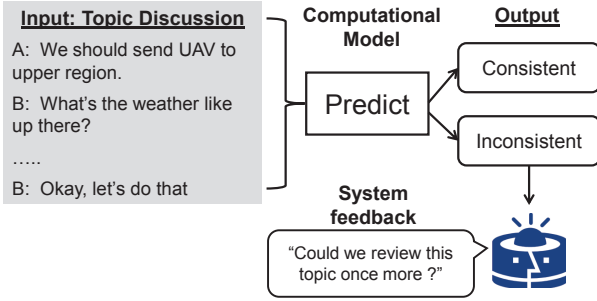 Input: Topic Discussion
A: We should send UAV to
upper region.
B: What's the weather like
up there?
…..
B: Okay, let's do that
Computational
Model
Predict
Output
Consistent
Inconsistent
System
feedback
“Could we review this
topic once more ?”